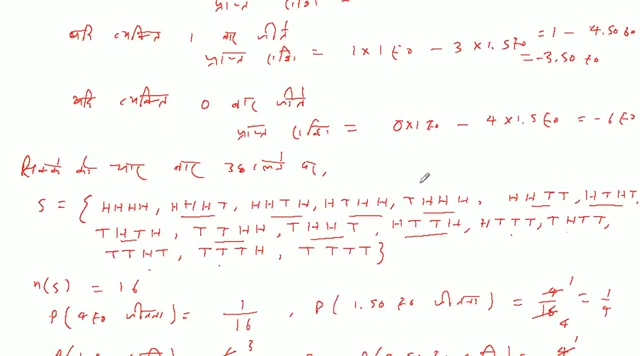 यदि व्यक्ति 1 बार जीते
प्राप्त राशि = 1 × 1 रु० - 3 × 1.5 रु० = 1 - 4.50 रु०
= -3.50 रु०
यदि व्यक्ति 0 बार जीते
प्राप्त राशि = 0 × 1 रु० - 4 × 1.5 रु० = -6 रु०
सिक्के को चार बार उछालने पर,
S = { HHHH, HHHT, HHTH, HTHH, THHH, HHTT, HTHT,
THTH, TTHH, THHT, HTTH, HTTT, THTT,
TTHT, TTTH, TTTT}
n(S) = 16
P(4 रु० जीतना) = 1/16, P(1.50 रु० जीतना) = 4/16 = 1/4